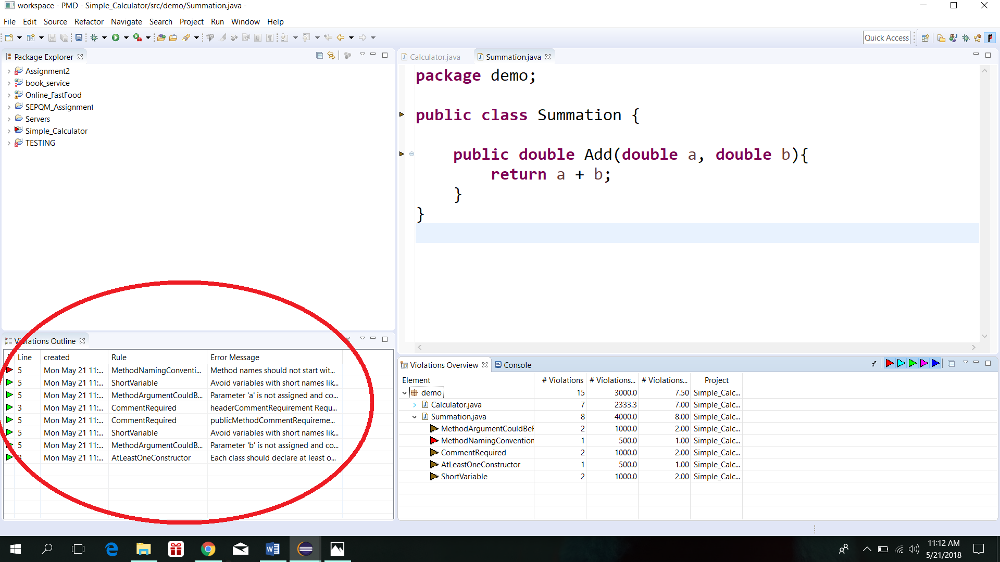 workspace - PMD - Simple_Calculator/src/demo/Summation.java -
File Edit Source Refactor Navigate Search Project Run Window Help
Quick Access
Package Explorer
Assignment2
book_service
Online_FastFood
SEPQM_Assignment
Servers
Simple_Calculator
TESTING
Calculator.java Summation.java
package demo;
public class Summation {
public double Add(double a, double b){
return a + b;
}
}
Violations Outline
Line created Rule Error Message
5 Mon May 21 11:... MethodNamingConventi... Method names should not start wit...
5 Mon May 21 11:... ShortVariable Avoid variables with short names lik...
5 Mon May 21 11:... MethodArgumentCouldB... Parameter 'a' is not assigned and co...
3 Mon May 21 11:... CommentRequired headerCommentRequirement Requ...
5 Mon May 21 11:... CommentRequired publicMethodCommentRequireme...
5 Mon May 21 11:... ShortVariable Avoid variables with short names lik...
5 Mon May 21 11:... MethodArgumentCouldB... Parameter 'b' is not assigned and co...
3 Mon May 21 11:... AtLeastOneConstructor Each class should declare at least o...
Violations Overview Console
Element # Violations # Violations... # Violations... Project
demo 15 3000.0 7.50 Simple_Calc...
Calculator.java 7 2333.3 7.00 Simple_Calc...
Summation.java 8 4000.0 8.00 Simple_Calc...
MethodArgumentCouldBeF 2 1000.0 2.00 Simple_Calc...
MethodNamingConvention 1 500.0 1.00 Simple_Calc...
CommentRequired 2 1000.0 2.00 Simple_Calc...
AtLeastOneConstructor 1 500.0 1.00 Simple_Calc...
ShortVariable 2 1000.0 2.00 Simple_Calc...
11:12 AM
5/21/2018